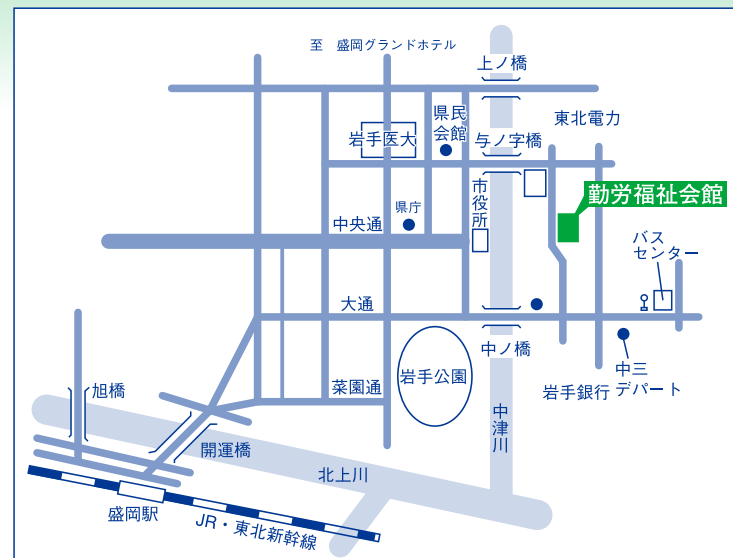 至 盛岡グランドホテル
上ノ橋
県民
会館
東北電力
岩手医大
与ノ字橋
市役所
勤労福祉会館
県庁
中央通
バス
センター
大通
中ノ橋
中三
デパート
岩手銀行
菜園通
岩手公園
旭橋
中津川
開運橋
北上川
盛岡駅
JR・東北新幹線